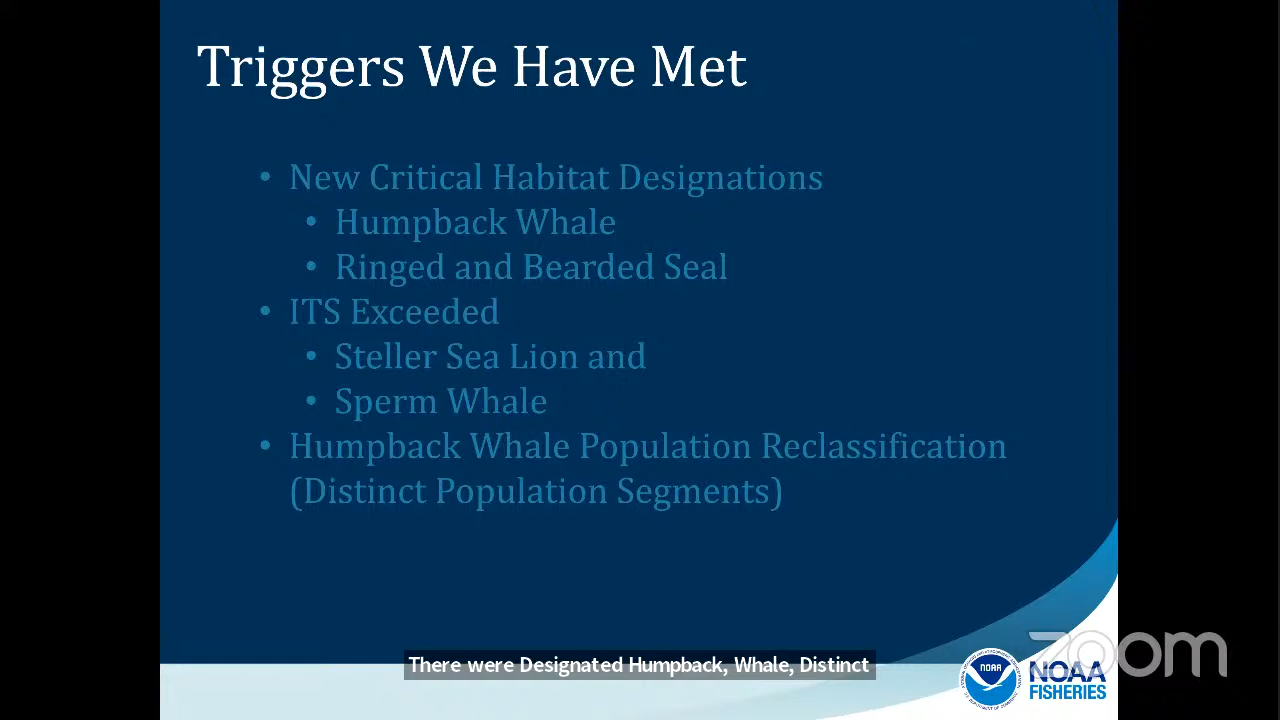 Triggers We Have Met
• New Critical Habitat Designations
• Humpback Whale
• Ringed and Bearded Seal
• ITS Exceeded
• Steller Sea Lion and
• Sperm Whale
• Humpback Whale Population Reclassification
(Distinct Population Segments)
There were Designated Humpback, Whale, Distinct
zoom
NOAA
NOAA
FISHERIES